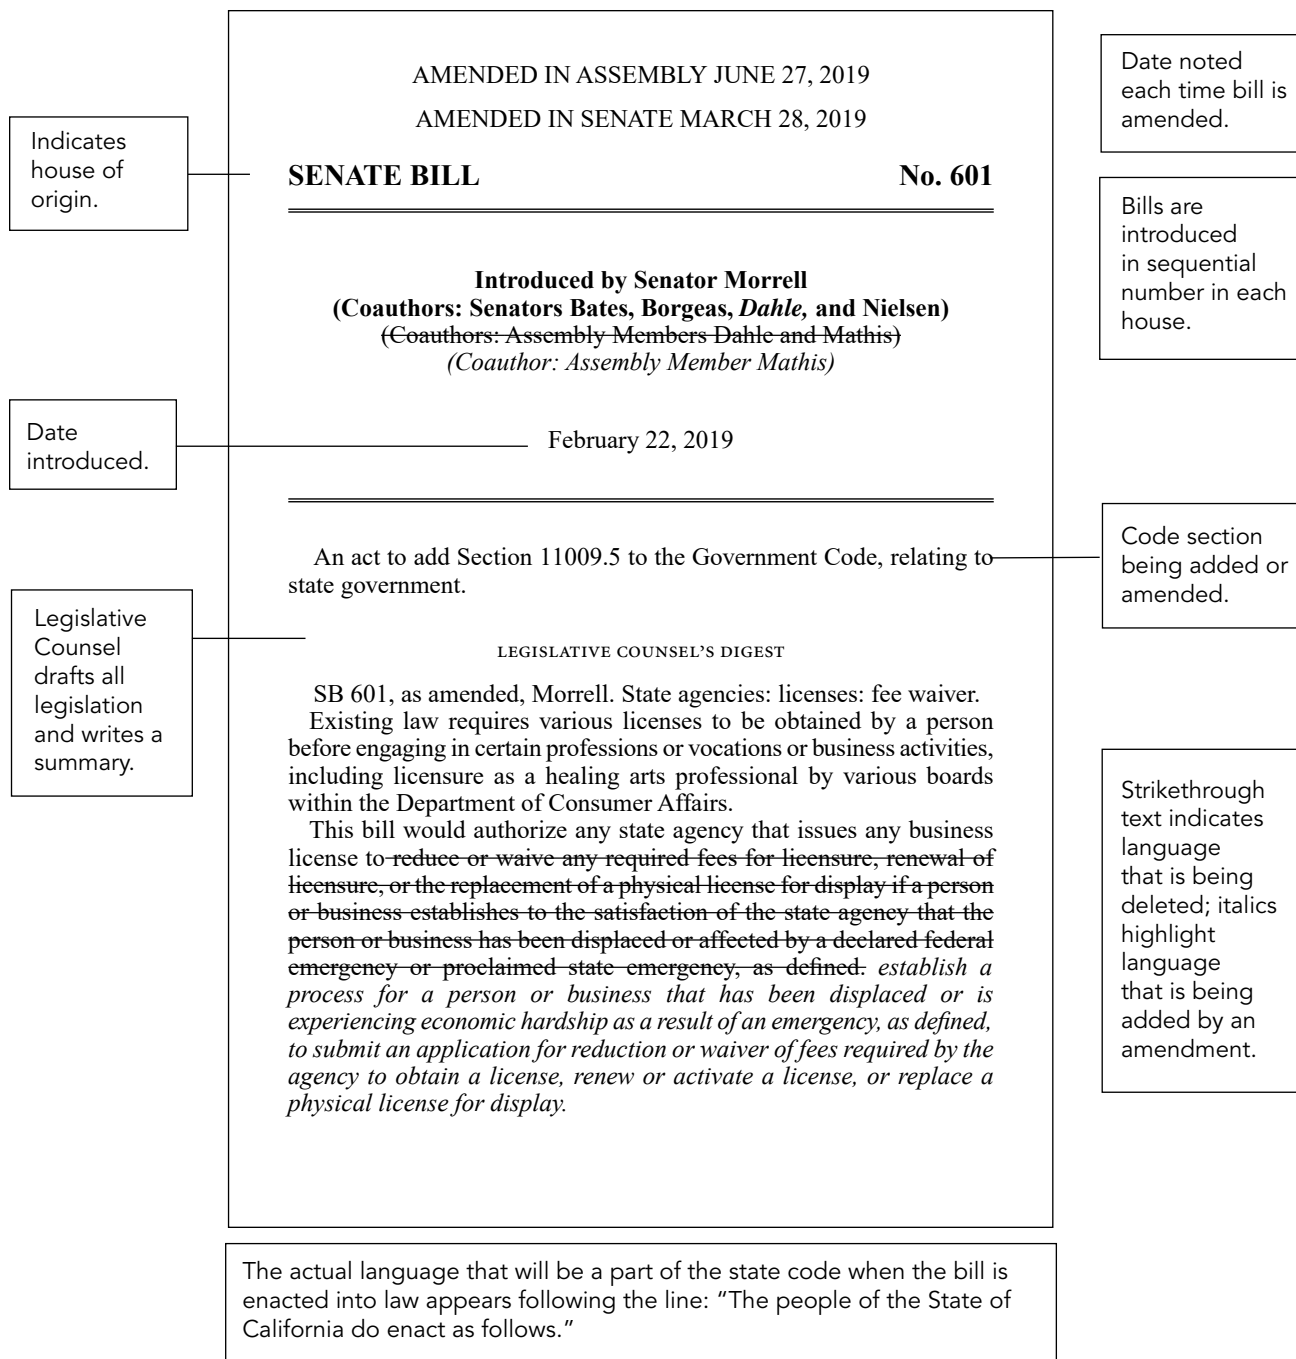 AMENDED IN ASSEMBLY JUNE 27, 2019
AMENDED IN SENATE MARCH 28, 2019
SENATE BILL No. 601
Introduced by Senator Morrell
(Coauthors: Senators Bates, Borgeas, Dahle, and Nielsen)
(Coauthors: Assembly Members Dahle and Mathis)
(Coauthor: Assembly Member Mathis)
February 22, 2019
An act to add Section 11009.5 to the Government Code, relating to
state government.
LEGISLATIVE COUNSEL’S DIGEST
SB 601, as amended, Morrell. State agencies: licenses: fee waiver.
Existing law requires various licenses to be obtained by a person
before engaging in certain professions or vocations or business activities,
including licensure as a healing arts professional by various boards
within the Department of Consumer Affairs.
This bill would authorize any state agency that issues any business
license to reduce or waive any required fees for licensure, renewal of
licensure, or the replacement of a physical license for display if a person
or business establishes to the satisfaction of the state agency that the
person or business has been displaced or affected by a declared federal
emergency or proclaimed state emergency, as defined. establish a
process for a person or business that has been displaced or is
experiencing economic hardship as a result of an emergency, as defined,
to submit an application for reduction or waiver of fees required by the
agency to obtain a license, renew or activate a license, or replace a
physical license for display.
Indicates
house of
origin.
Date
introduced.
Legislative
Counsel
drafts all
legislation
and writes a
summary.
Date noted
each time bill is
amended.
Bills are
introduced
in sequential
number in each
house.
Code section
being added or
amended.
Strikethrough
text indicates
language
that is being
deleted; italics
highlight
language
that is being
added by an
amendment.
The actual language that will be a part of the state code when the bill is
enacted into law appears following the line: “The people of the State of
California do enact as follows.”